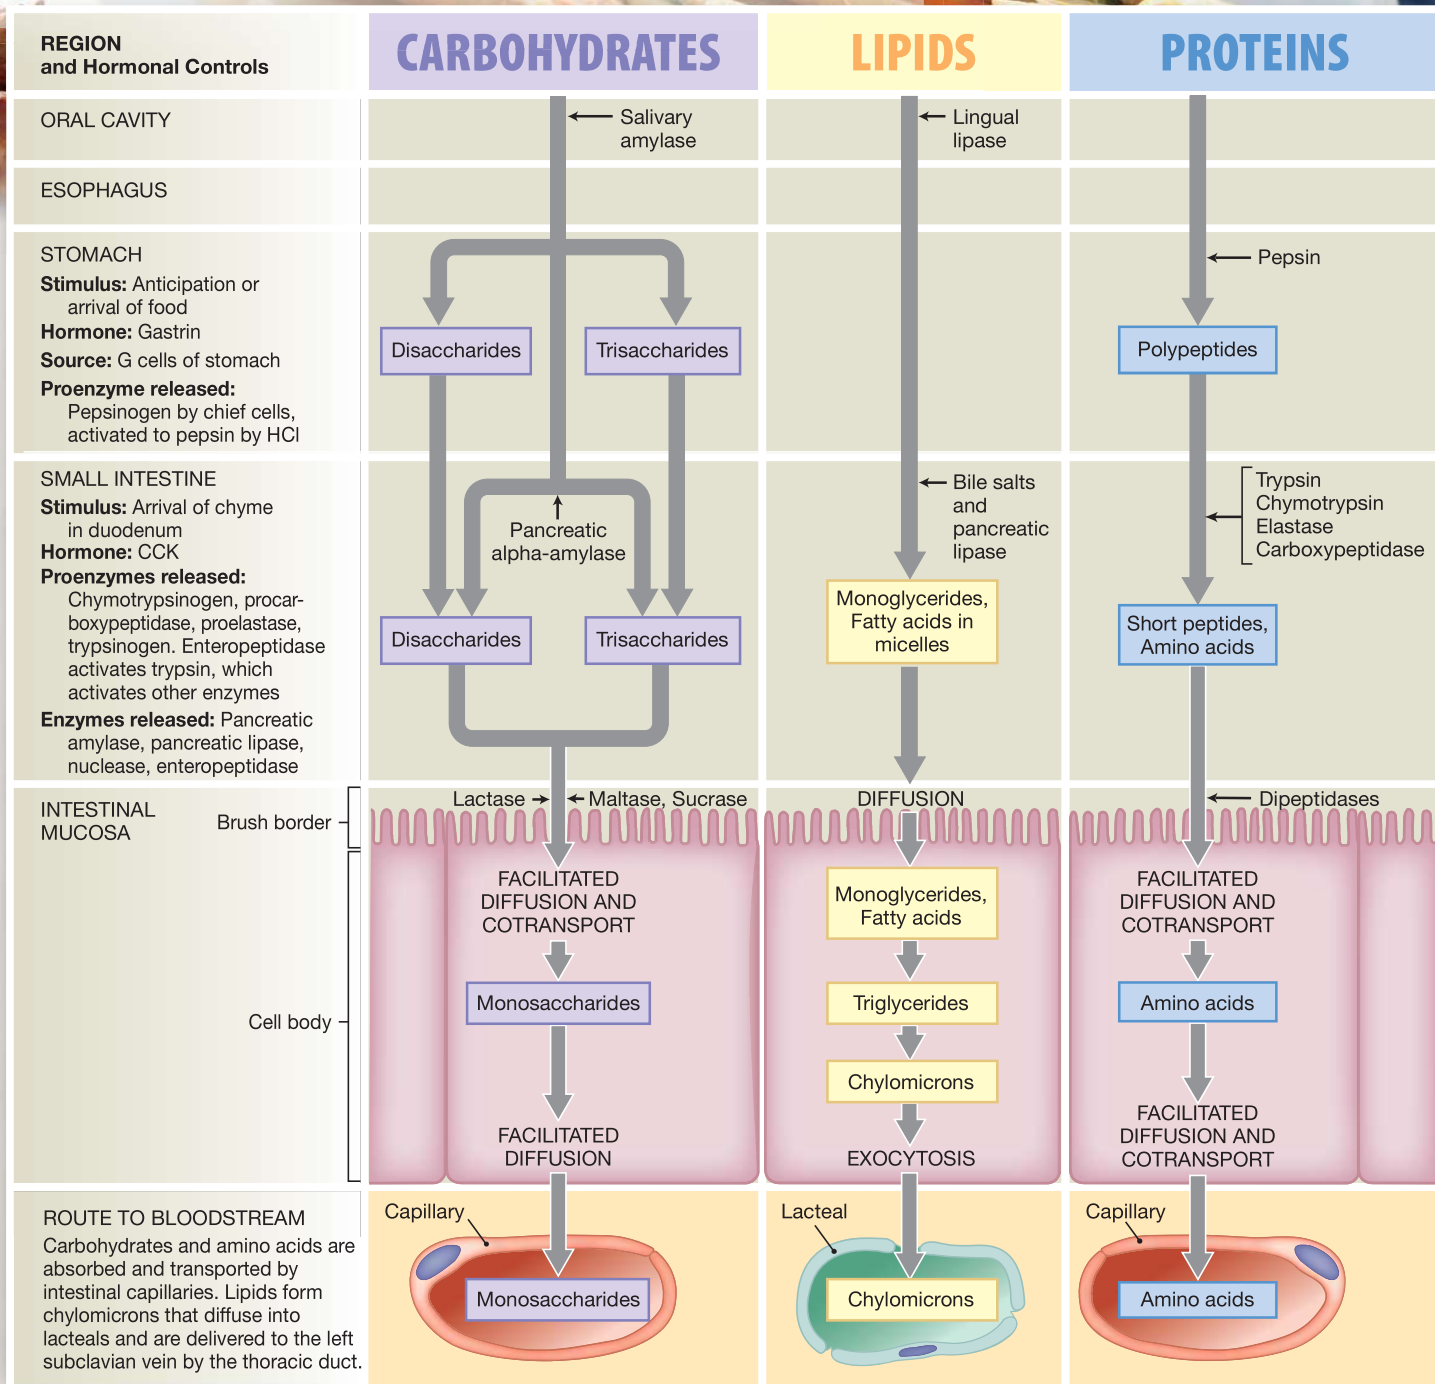 REGION
and Hormonal Controls
CARBOHYDRATES
LIPIDS
PROTEINS
ORAL CAVITY
Salivary
amylase
Lingual
lipase
ESOPHAGUS
STOMACH
Stimulus: Anticipation or
arrival of food
Hormone: Gastrin
Source: G cells of stomach
Proenzyme released:
Pepsinogen by chief cells,
activated to pepsin by HCl
Disaccharides
Trisaccharides
Pepsin
Polypeptides
SMALL INTESTINE
Stimulus: Arrival of chyme
in duodenum
Hormone: CCK
Proenzymes released:
Chymotrypsinogen, procar-
boxypeptidase, proelastase,
trypsinogen. Enteropeptidase
activates trypsin, which
activates other enzymes
Enzymes released: Pancreatic
amylase, pancreatic lipase,
nuclease, enteropeptidase
Pancreatic
alpha-amylase
Disaccharides
Trisaccharides
Bile salts
and
pancreatic
lipase
Monoglycerides,
Fatty acids in
micelles
Trypsin
Chymotrypsin
Elastase
Carboxypeptidase
Short peptides,
Amino acids
INTESTINAL
MUCOSA
Brush border
Cell body
Lactase
Maltase, Sucrase
FACILITATED
DIFFUSION AND
COTRANSPORT
Monosaccharides
FACILITATED
DIFFUSION
DIFFUSION
Monoglycerides,
Fatty acids
Triglycerides
Chylomicrons
EXOCYTOSIS
Dipeptidases
FACILITATED
DIFFUSION AND
COTRANSPORT
Amino acids
FACILITATED
DIFFUSION AND
COTRANSPORT
ROUTE TO BLOODSTREAM
Carbohydrates and amino acids are
absorbed and transported by
intestinal capillaries. Lipids form
chylomicrons that diffuse into
lacteals and are delivered to the left
subclavian vein by the thoracic duct.
Capillary
Monosaccharides
Lacteal
Chylomicrons
Capillary
Amino acids